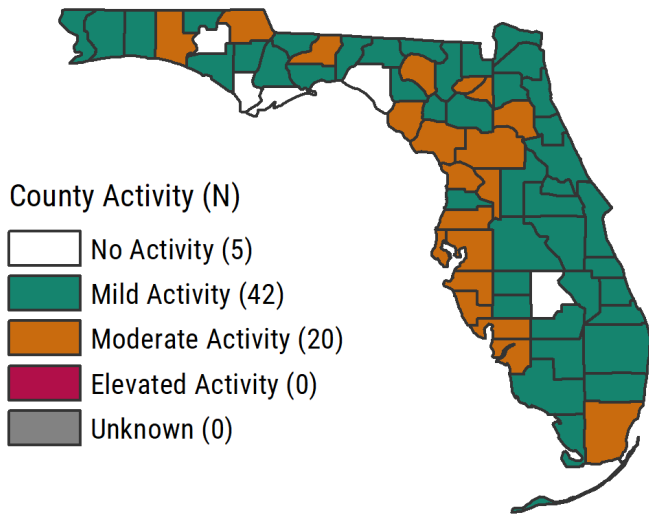 County Activity (N)
No Activity (5)
Mild Activity (42)
Moderate Activity (20)
Elevated Activity (0)
Unknown (0)